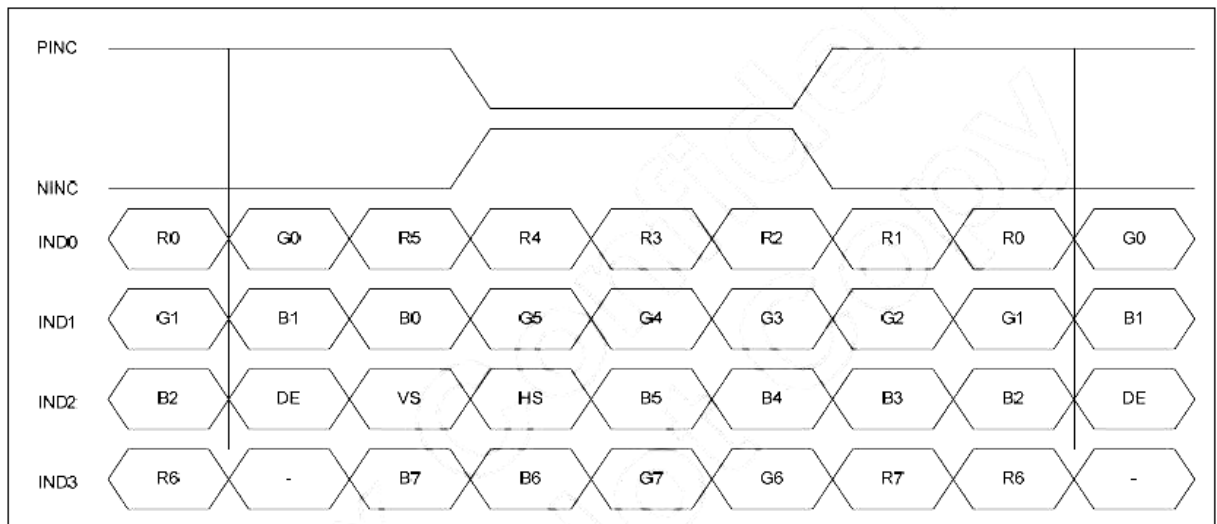 PINC
NINC
IND0 R0 G0 R5 R4 R3 R2 R1 R0 G0
IND1 G1 B1 B0 G5 G4 G3 G2 G1 B1
IND2 B2 DE VS HS B5 B4 B3 B2 DE
IND3 R6 - B7 B6 G7 G6 R7 R6 -